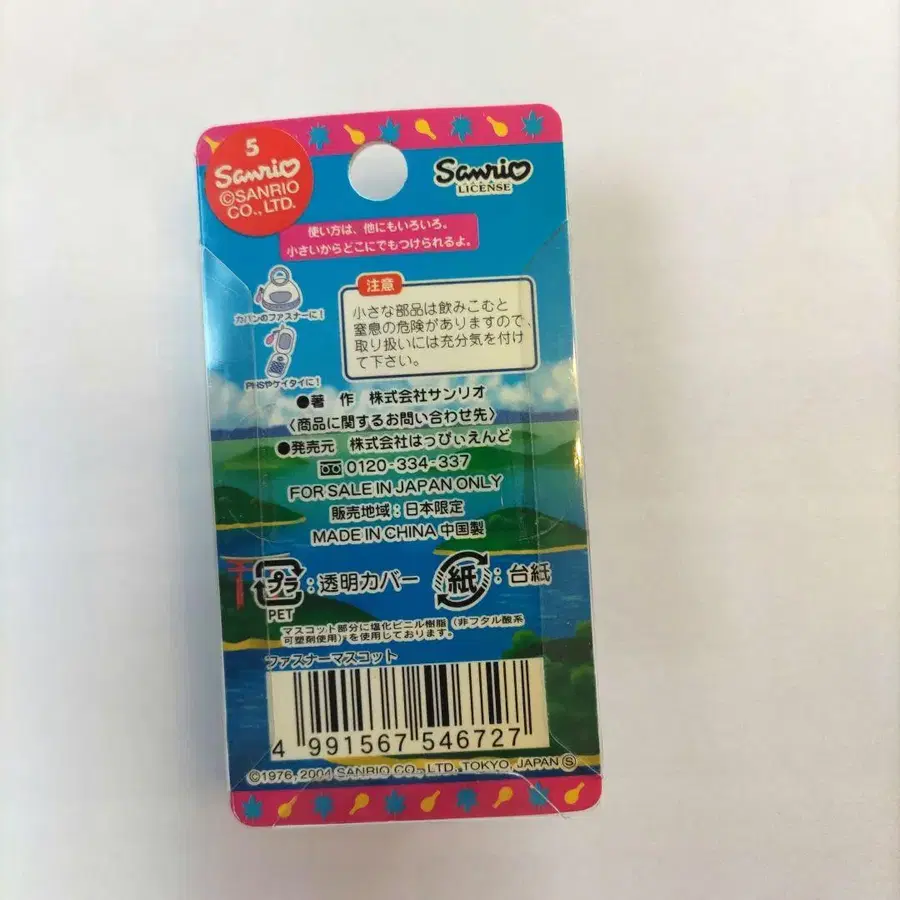 5
Sanrio
©SANRIO
CO., LTD.
Sanrio
LICENSE
使い方は、他にもいろいろ。
小さいからどこにでもつけられるよ。
カバンのファスナーに!
PHSやケイタイに!
注意
小さな部品は飲みこむと
窒息の危険がありますので、
取り扱いには充分気を付け
て下さい。
●著 作 株式会社サンリオ
〈商品に関するお問い合わせ先〉
●発売元 株式会社はっぴぃえんど
0120-334-337
FOR SALE IN JAPAN ONLY
販売地域:日本限定
MADE IN CHINA 中国製
プラ:透明カバー 紙:台紙
PET
マスコット部分に塩化ビニル樹脂(非フタル酸系
可塑剤使用)を使用しております。
ファスナーマスコット
4 991567 546727
©1976, 2004 SANRIO CO., LTD. TOKYO, JAPAN Ⓢ